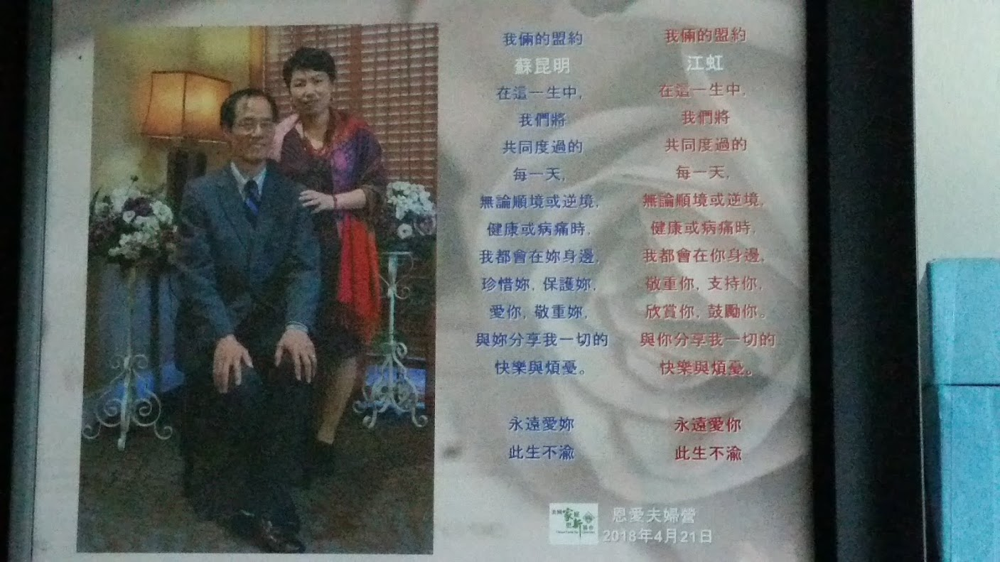 我倆的盟約
蘇昆明
在這一生中,
我們將
共同度過的
每一天,
無論順境或逆境,
健康或病痛時,
我都會在妳身邊,
珍惜妳, 保護妳,
愛你, 敬重妳,
與妳分享我一切的
快樂與煩憂。
永遠愛妳
此生不渝
我倆的盟約
江虹
在這一生中,
我們將
共同度過的
每一天,
無論順境或逆境,
健康或病痛時,
我都會在你身邊,
敬重你, 支持你,
欣賞你, 鼓勵你。
與你分享我一切的
快樂與煩憂。
永遠愛你
此生不渝
家
新
恩愛夫婦營
2018年4月21日